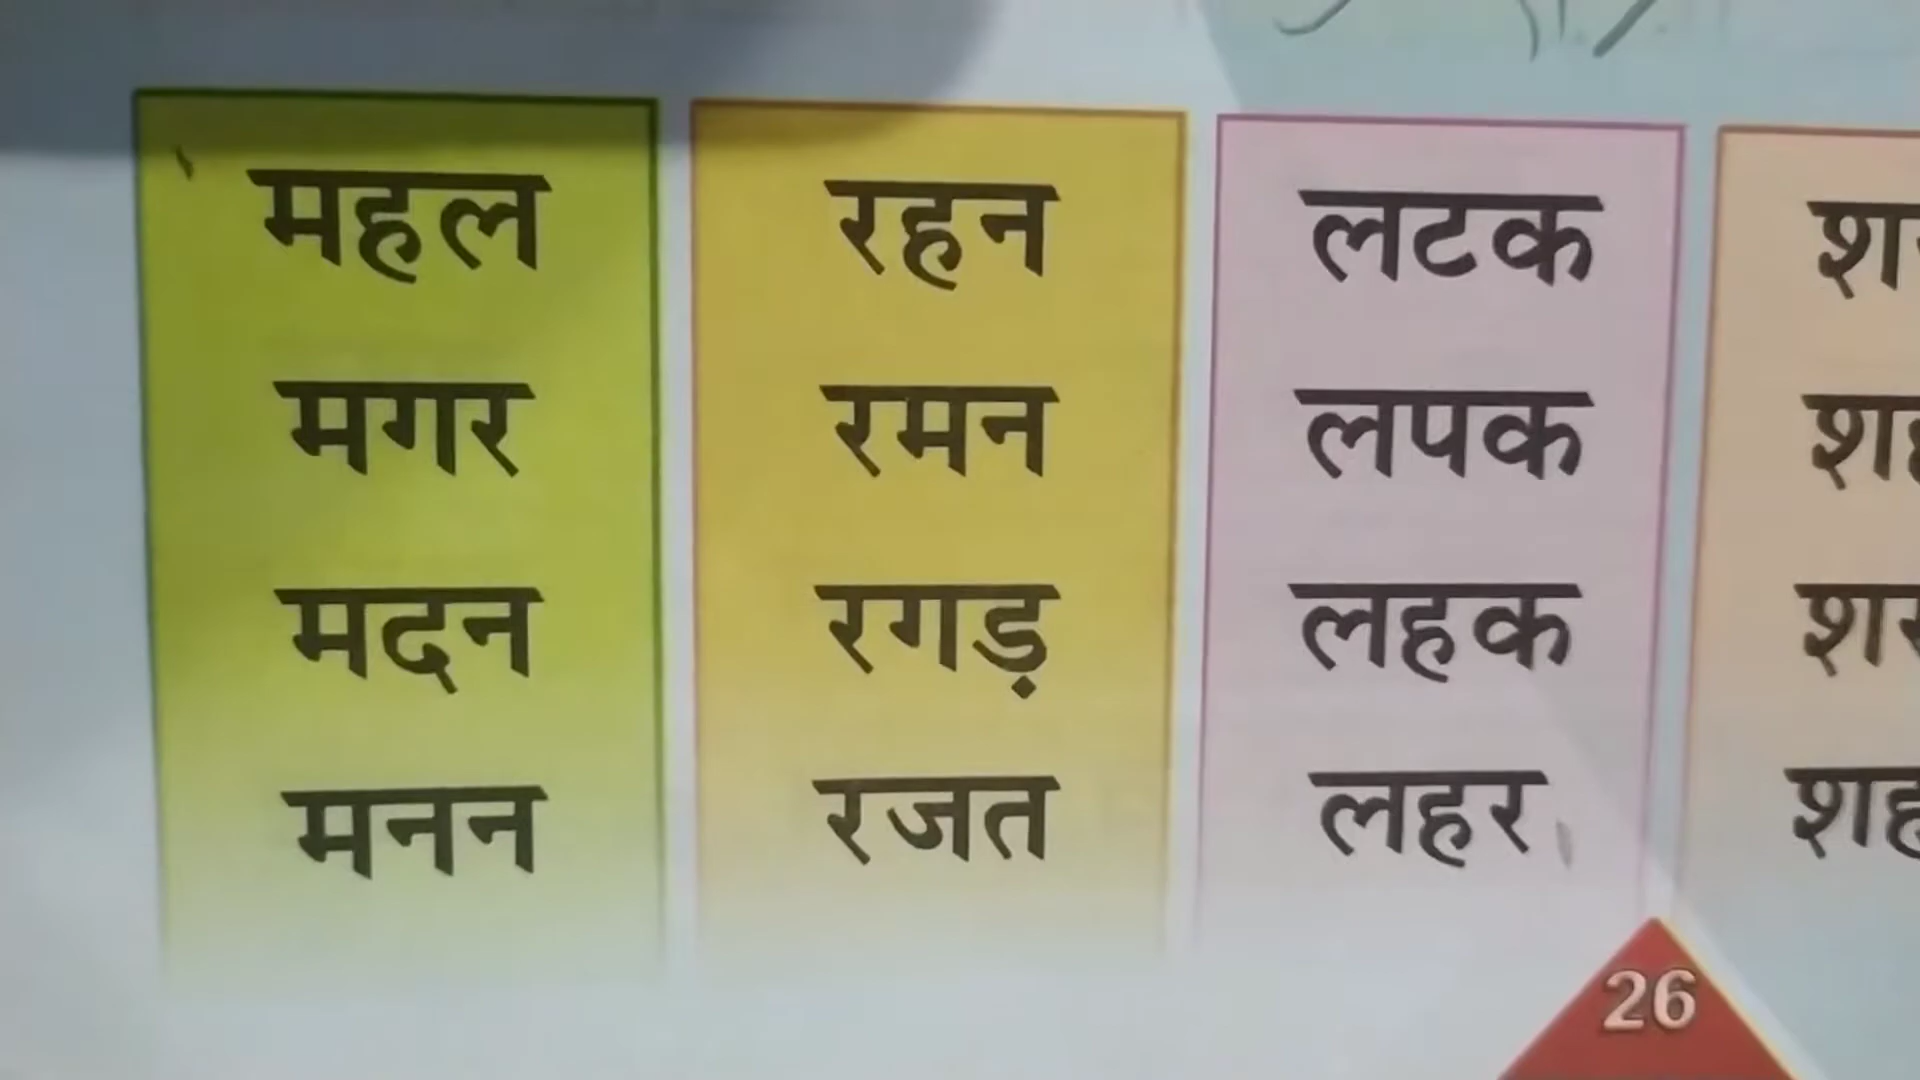 महल रहन लटक
मगर रमन लपक
मदन रगड़ लहक
मनन रजत लहर
26